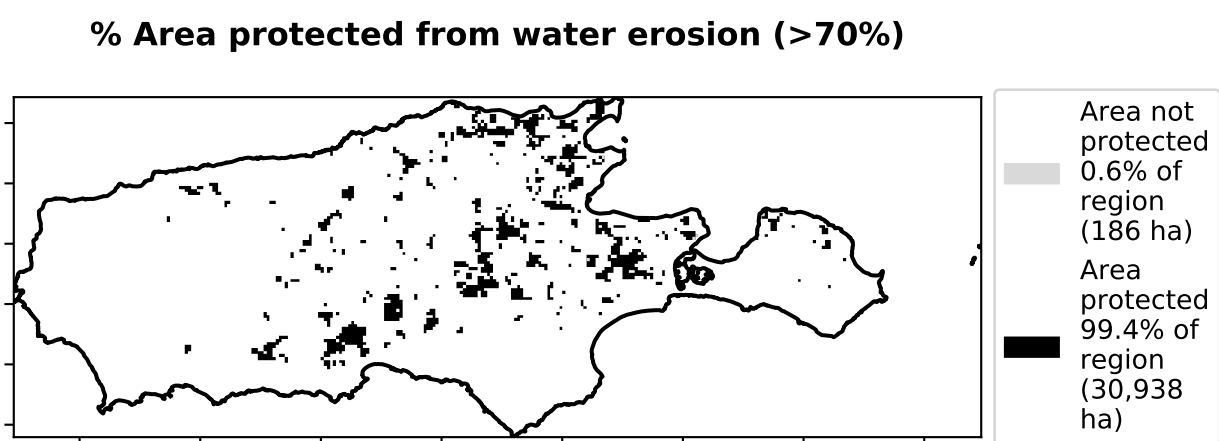 % Area protected from water erosion (>70%)
Area not
protected
0.6% of
region
(186 ha)
Area
protected
99.4% of
region
(30,938
ha)